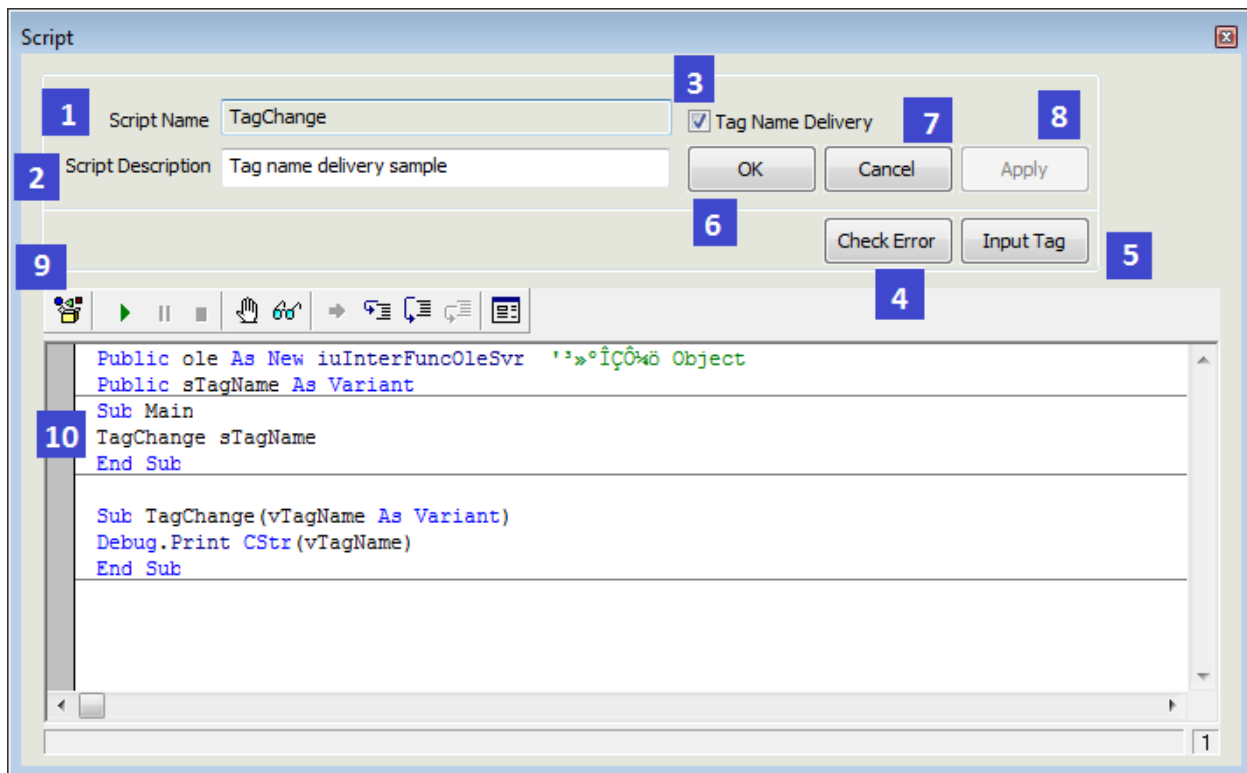 Script
3
1 Script Name TagChange Tag Name Delivery 7 8
2 Script Description Tag name delivery sample OK Cancel Apply
6 Check Error Input Tag 5
9 4
Public ole As New iuInterFuncOleSvr '³»ºÎÇÔ¼ö Object
Public sTagName As Variant
Sub Main
10 TagChange sTagName
End Sub
Sub TagChange(vTagName As Variant)
Debug.Print CStr(vTagName)
End Sub
1